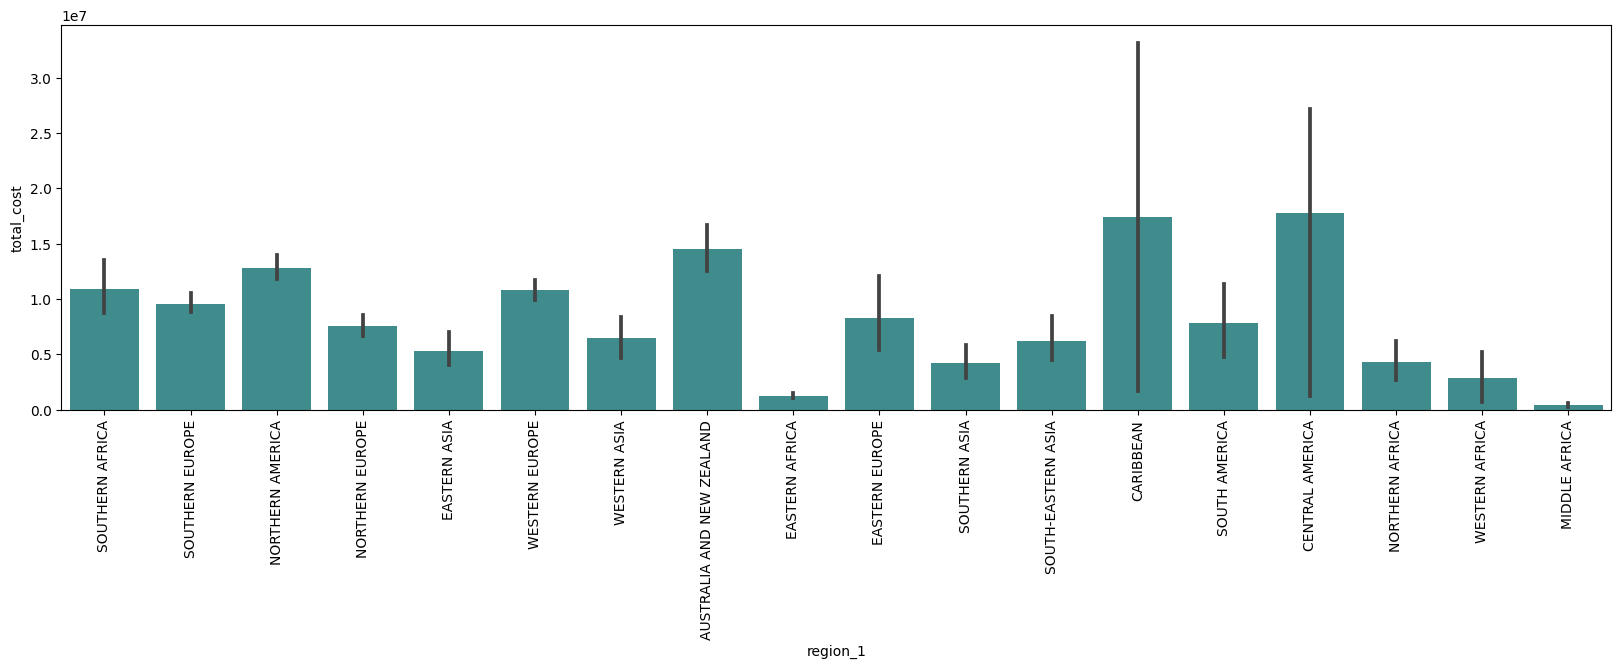 1e7
total_cost
3.0
2.5
2.0
1.5
1.0
0.5
0.0
SOUTHERN AFRICA
SOUTHERN EUROPE
NORTHERN AMERICA
NORTHERN EUROPE
EASTERN ASIA
WESTERN EUROPE
WESTERN ASIA
AUSTRALIA AND NEW ZEALAND
EASTERN AFRICA
EASTERN EUROPE
SOUTHERN ASIA
SOUTH-EASTERN ASIA
CARIBBEAN
SOUTH AMERICA
CENTRAL AMERICA
NORTHERN AFRICA
WESTERN AFRICA
MIDDLE AFRICA
region_1